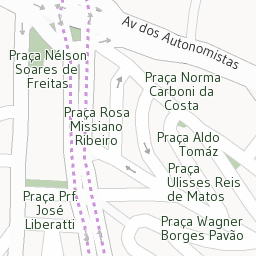 Av dos Autonomistas
Praça Nélson
Soares de
Freitas
Praça Norma
Carboni da
Costa
Praça Rosa
Missiano
Ribeiro
Praça Aldo
Tomáz
Praça
Ulisses Reis
de Matos
Praça Prf.
José
Liberatti
Praça Wagner
Borges Pavão